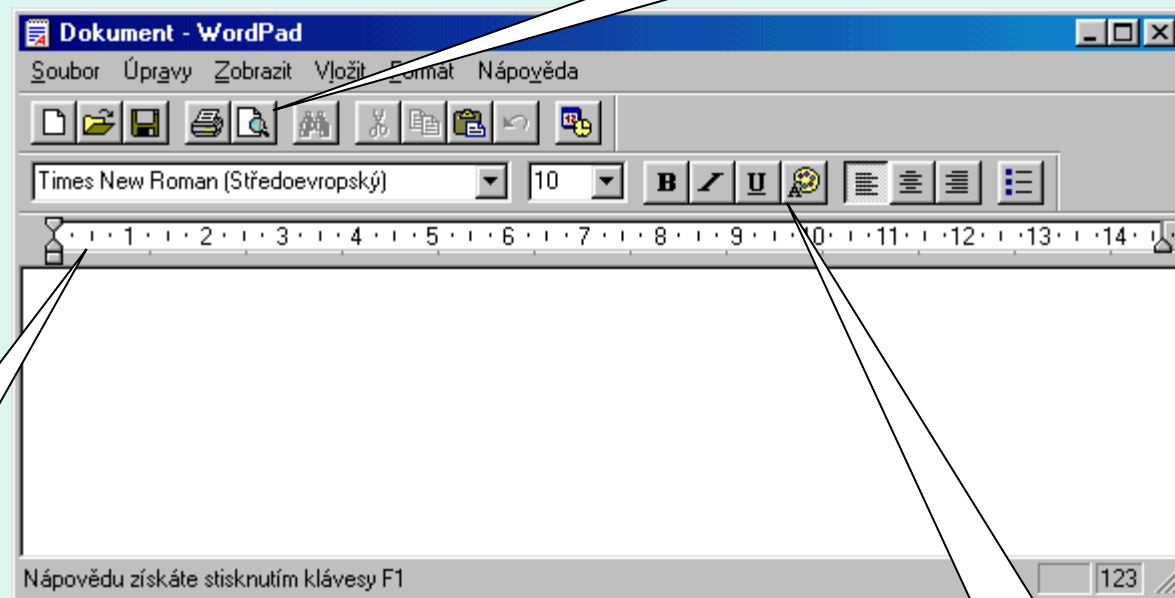 Dokument - WordPad
Soubor Úpravy Zobrazit Vložit Formát Nápověda
Times New Roman (Středoevropský) 10 B I U
1 2 3 4 5 6 7 8 9 10 11 12 13 14
Nápovědu získáte stisknutím klávesy F1
123